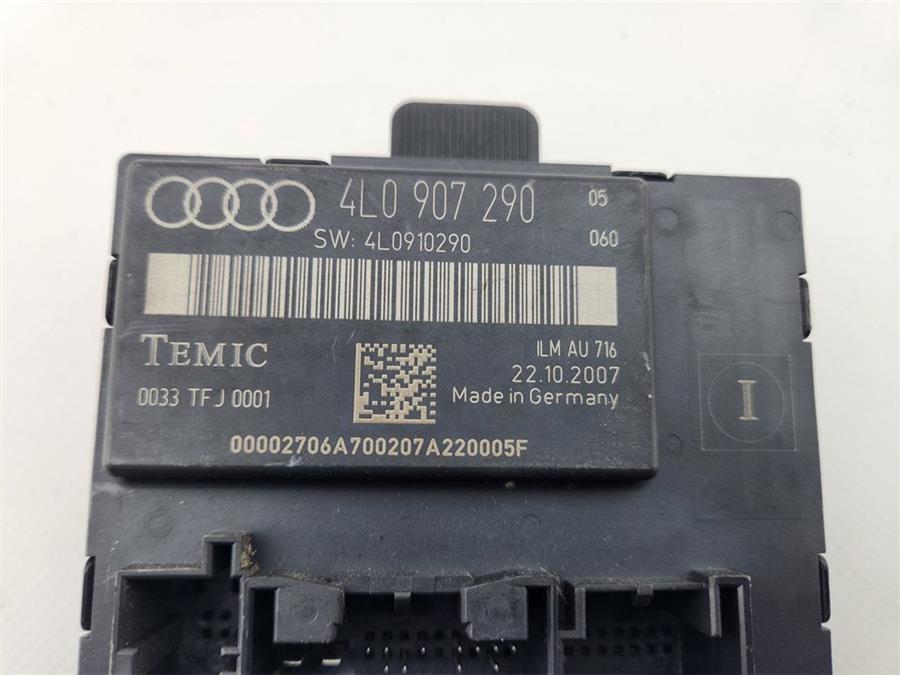 4L0 907 290 05
SW: 4L0910290 060
TEMIC
ILM AU 716
22.10.2007
0033 TFJ 0001
Made in Germany
00002706A700207A220005F
I